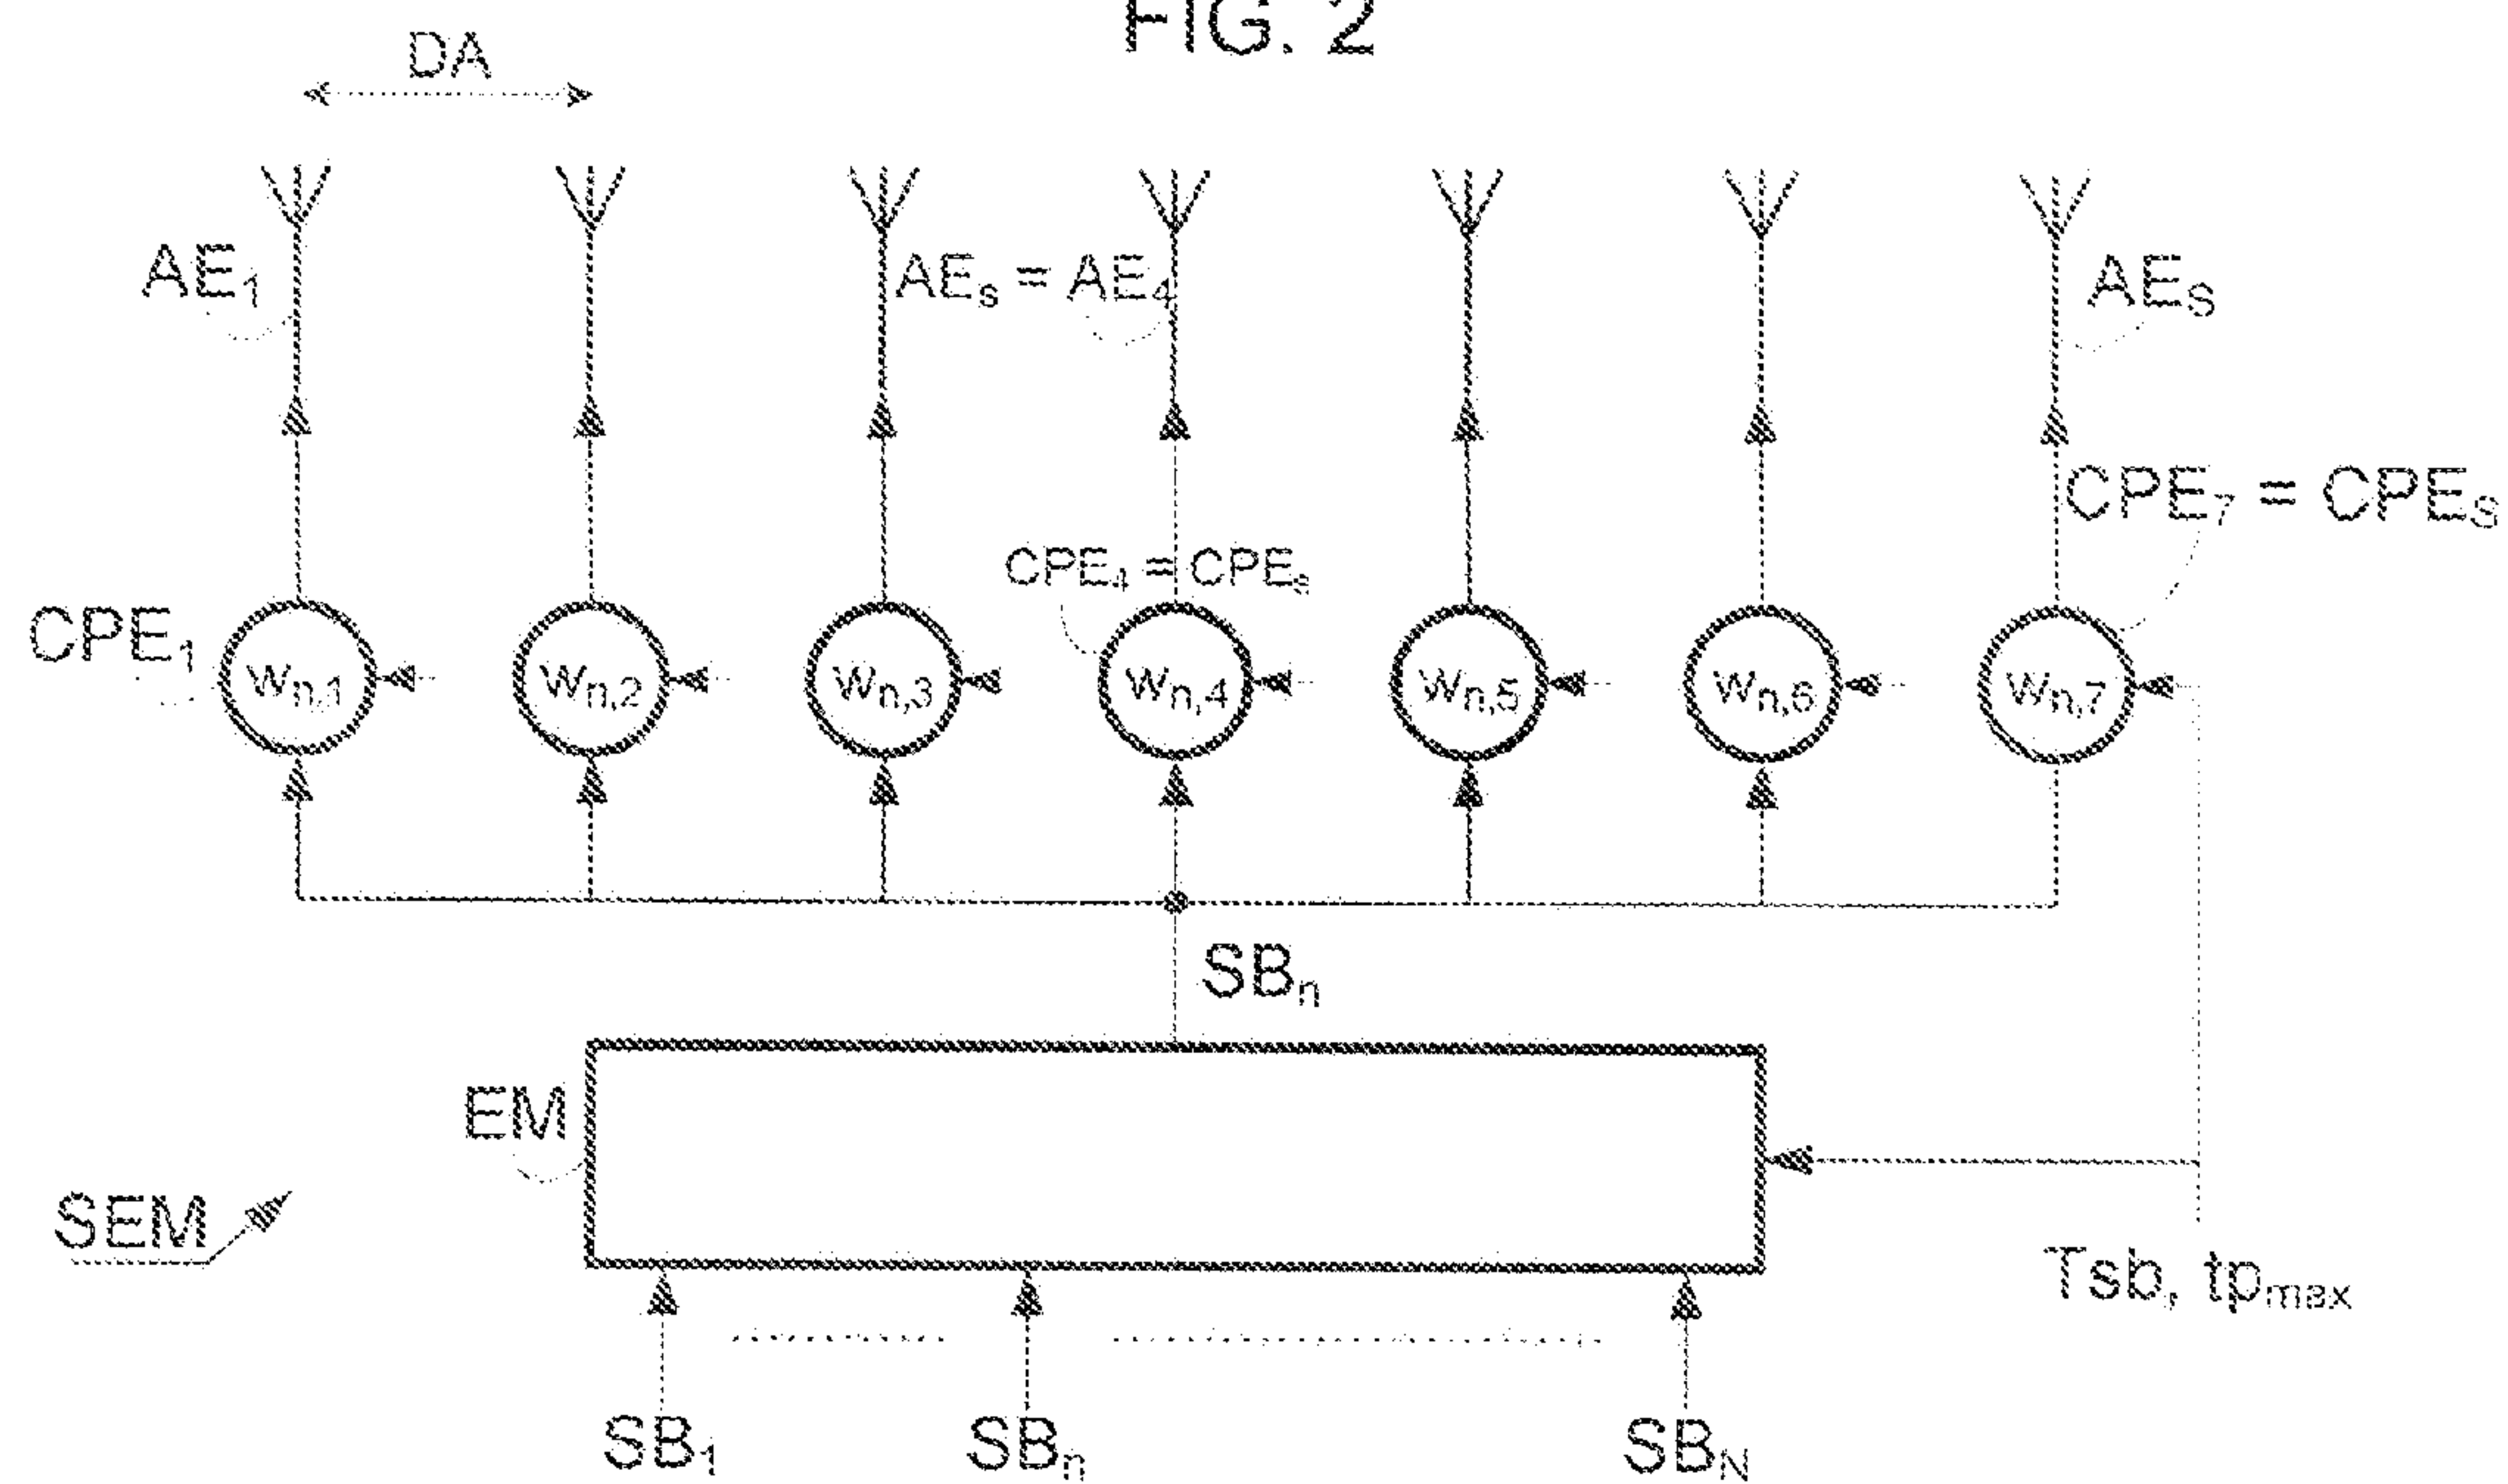 FIG. 2
DA
AE1
AEs = AE4
AES
CPE7 = CPES
CPE4 = CPEs
CPE1
wn,1
wn,2
wn,3
wn,4
wn,5
wn,6
wn,7
SBn
EM
SEM
Tsb, tpmax
SB1
SBn
SBN